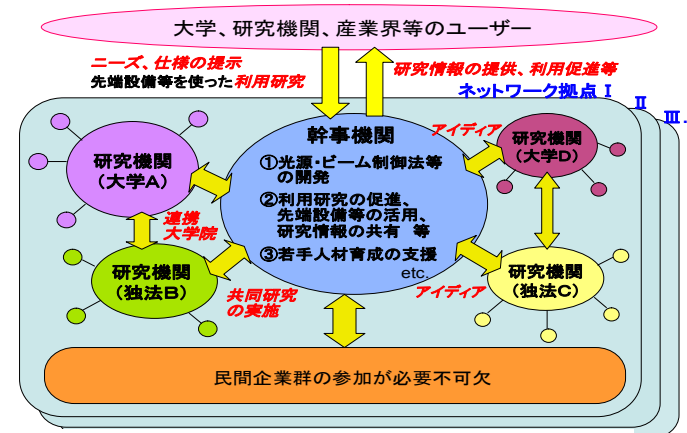 大学、研究機関、産業界等のユーザー
ニーズ、仕様の提示
先端設備等を使った利用研究
研究情報の提供、利用促進等
ネットワーク拠点Ⅰ
Ⅱ
Ⅲ.
幹事機関
①光源・ビーム制御法等
の開発
②利用研究の促進、
先端設備等の活用、
研究情報の共有 等
③若手人材育成の支援
etc.
アイディア
研究機関
(大学D)
研究機関
(大学A)
連携
大学院
研究機関
(独法B)
共同研究
の実施
アイディア
研究機関
(独法C)
民間企業群の参加が必要不可欠